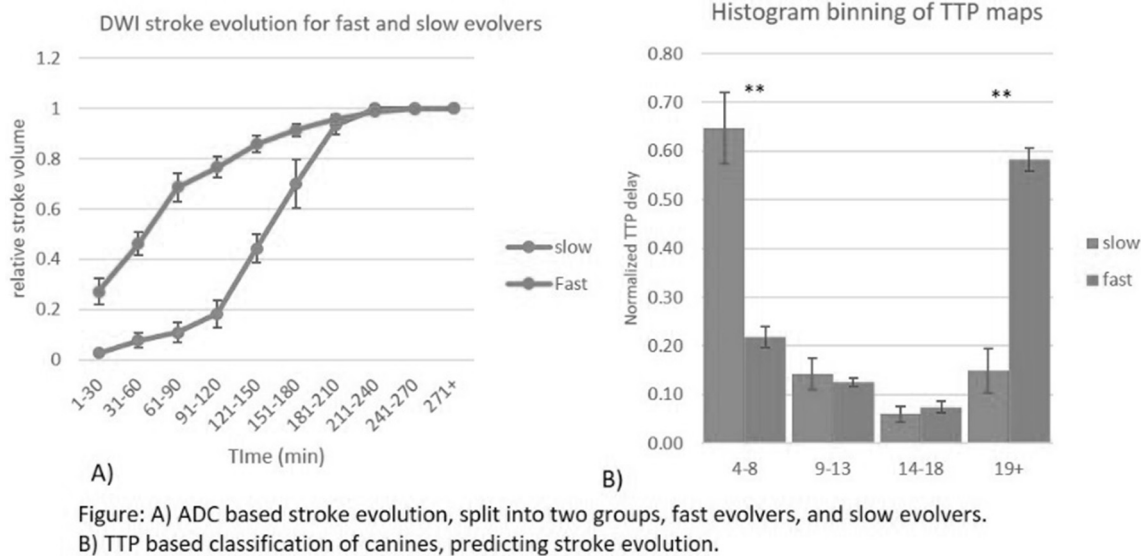 DWI stroke evolution for fast and slow evolvers
1.2
1
0.8
0.6
0.4
0.2
0
relative stroke volume
1-30
31-60
61-90
91-120
121-150
151-180
181-210
211-240
241-270
271+
TIme (min)
slow
Fast
A)
Histogram binning of TTP maps
0.80
0.70
0.60
0.50
0.40
0.30
0.20
0.10
0.00
Normalized TTP delay
**
**
4-8
9-13
14-18
19+
slow
fast
B)
Figure: A) ADC based stroke evolution, split into two groups, fast evolvers, and slow evolvers.
B) TTP based classification of canines, predicting stroke evolution.